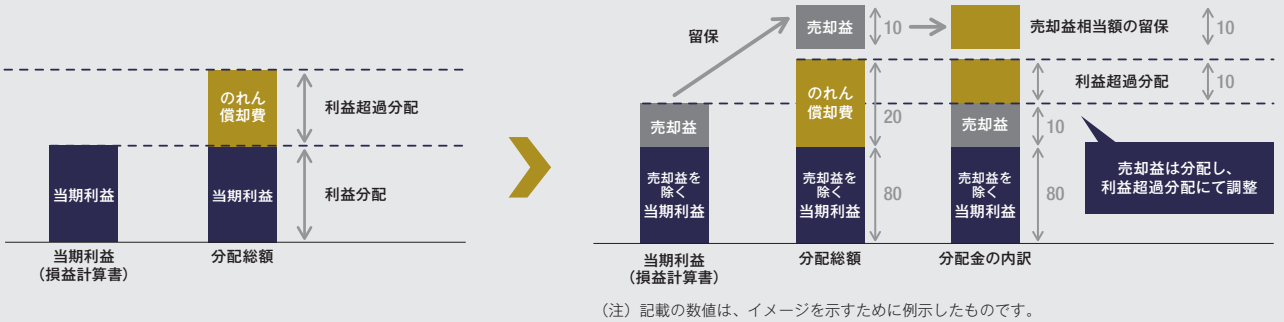 のれん
償却費
利益超過分配
当期利益
当期利益
利益分配
当期利益
（損益計算書）
分配総額
留保
売却益
10
売却益相当額の留保
10
のれん
償却費
20
利益超過分配
10
売却益
売却益
10
売却益を
除く
当期利益
売却益を
除く
当期利益
80
売却益を
除く
当期利益
80
売却益は分配し、
利益超過分配にて調整
当期利益
（損益計算書）
分配総額
分配金の内訳
（注）記載の数値は、イメージを示すために例示したものです。